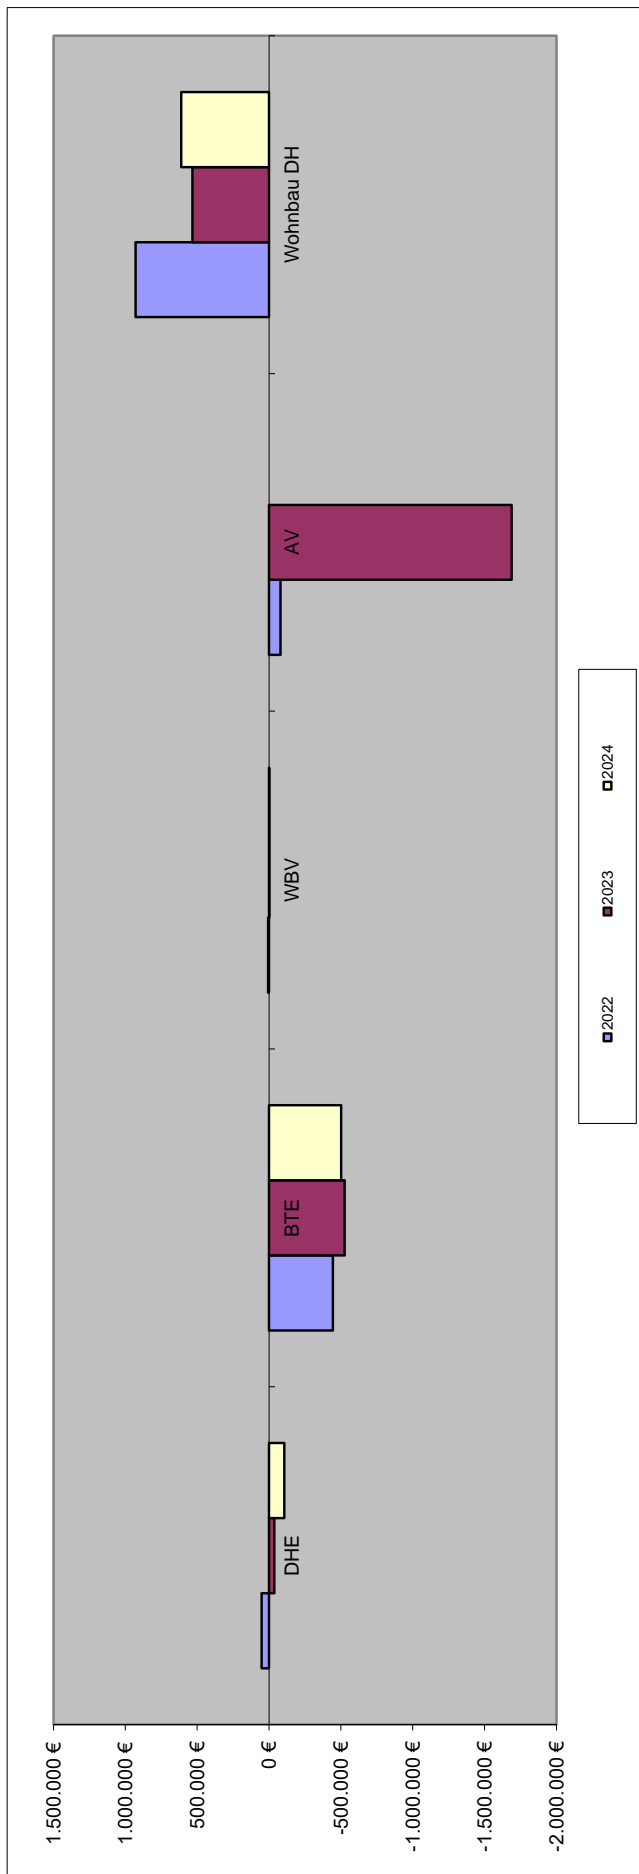 1.500.000 €
1.000.000 €
500.000 €
0 €
-500.000 €
-1.000.000 €
-1.500.000 €
-2.000.000 €
DHE
BTE
WBV
AV
Wohnbau DH
2022
2023
2024